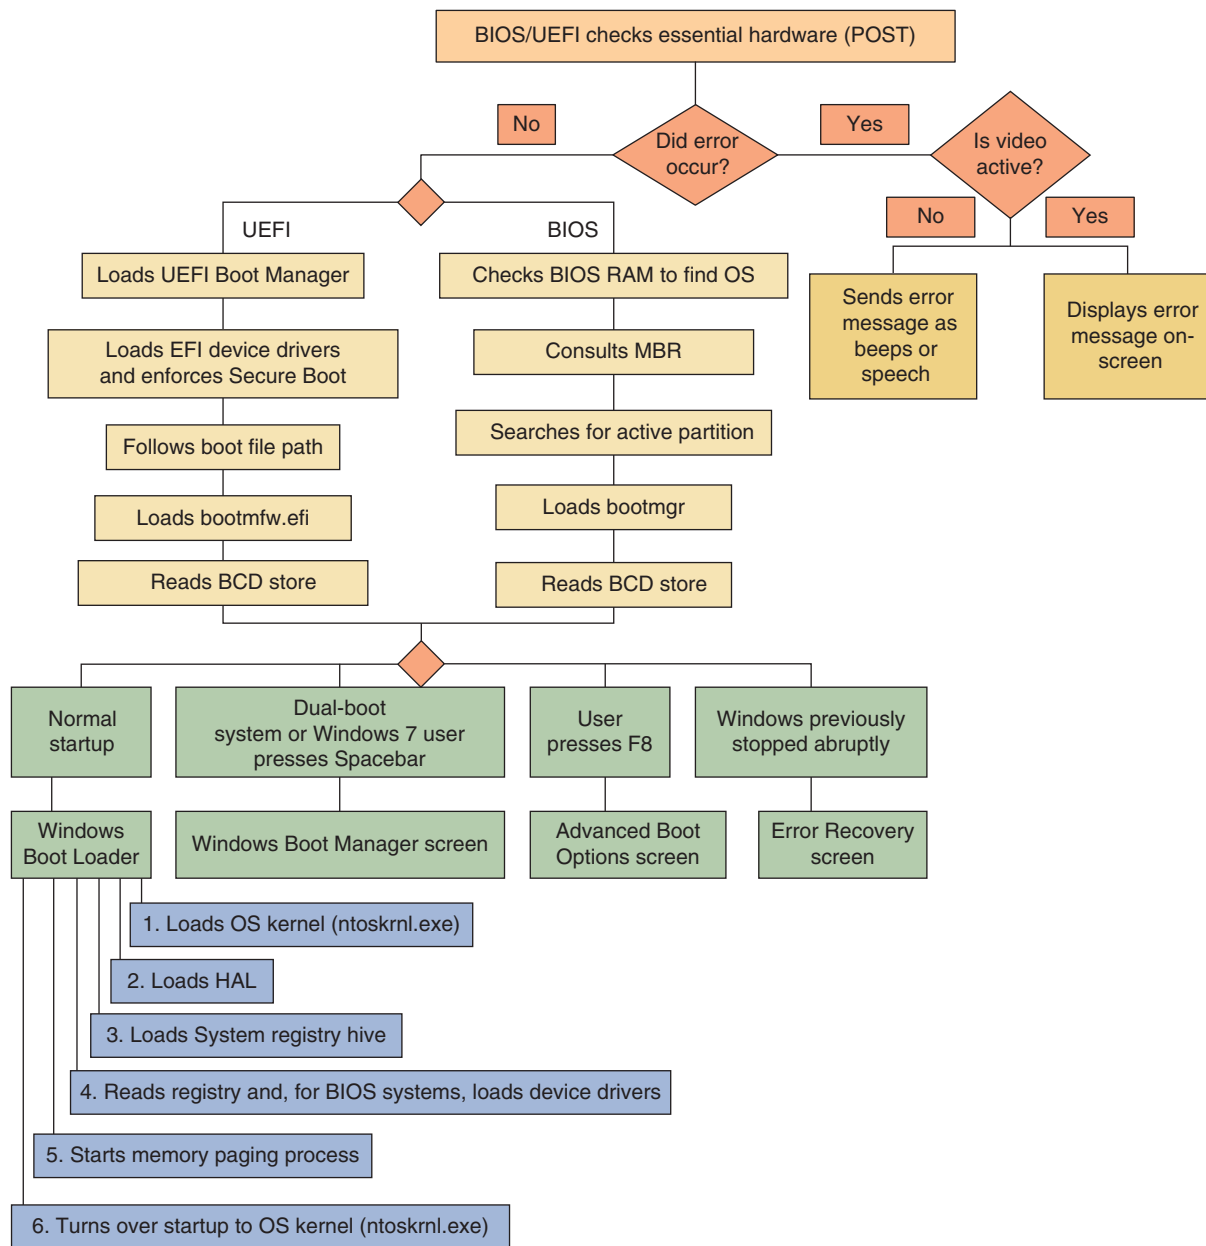 BIOS/UEFI checks essential hardware (POST)
No
Did error
occur?
Yes
Is video
active?
No
Yes
UEFI
BIOS
Loads UEFI Boot Manager
Checks BIOS RAM to find OS
Sends error
message as
beeps or
speech
Displays error
message on-
screen
Loads EFI device drivers
and enforces Secure Boot
Consults MBR
Follows boot file path
Searches for active partition
Loads bootmfw.efi
Loads bootmgr
Reads BCD store
Reads BCD store
Normal
startup
Dual-boot
system or Windows 7 user
presses Spacebar
User
presses F8
Windows previously
stopped abruptly
Windows
Boot Loader
Windows Boot Manager screen
Advanced Boot
Options screen
Error Recovery
screen
1. Loads OS kernel (ntoskrnl.exe)
2. Loads HAL
3. Loads System registry hive
4. Reads registry and, for BIOS systems, loads device drivers
5. Starts memory paging process
6. Turns over startup to OS kernel (ntoskrnl.exe)